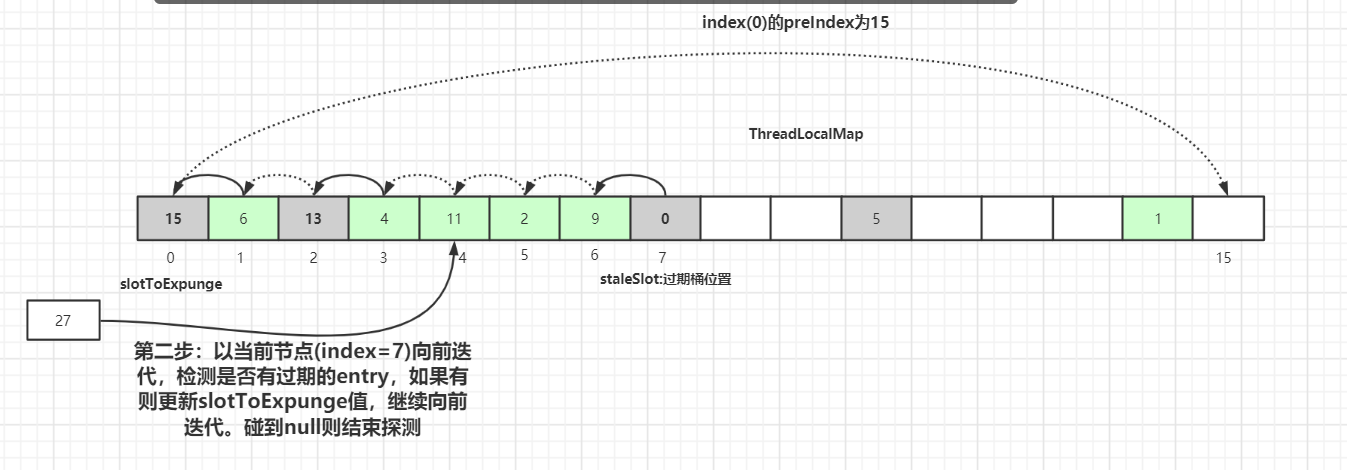 index(0)的preIndex为15
ThreadLocalMap
15 6 13 4 11 2 9 0 5 1
0 1 2 3 4 5 6 7 15
slotToExpunge
staleSlot:过期桶位置
27
第二步：以当前节点(index=7)向前迭
代，检测是否有过期的entry，如果有
则更新slotToExpunge值，继续向前
迭代。碰到null则结束探测